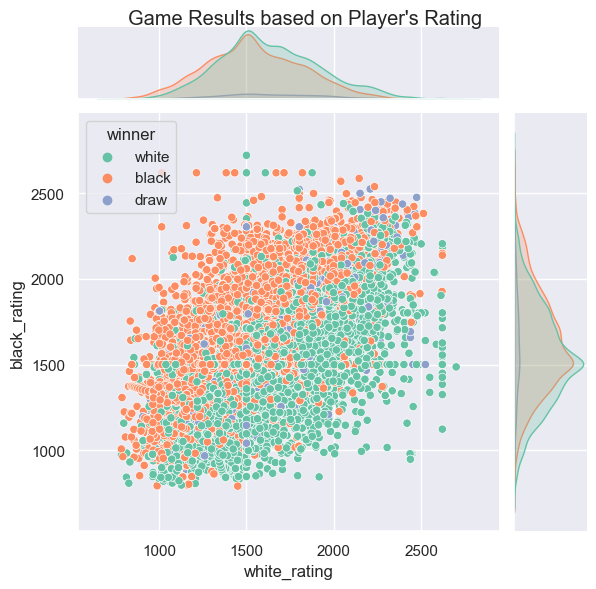 Game Results based on Player's Rating
winner
white
black
draw
2500
2000
1500
1000
black_rating
1000 1500 2000 2500
white_rating